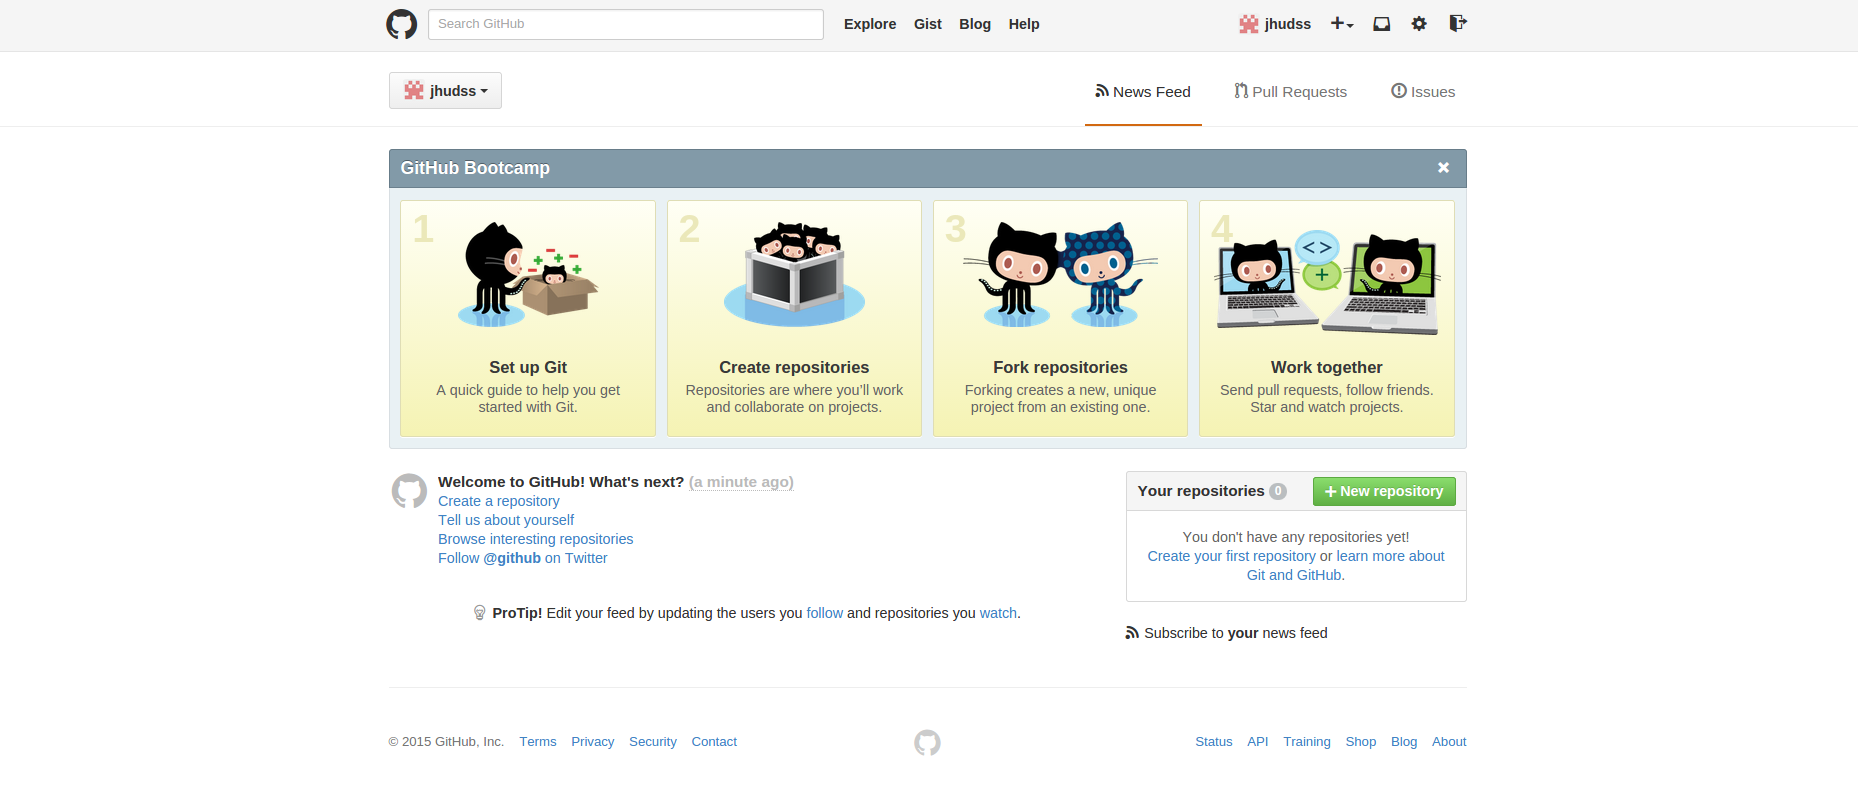 Search GitHub Explore Gist Blog Help jhudss
jhudss News Feed Pull Requests Issues
GitHub Bootcamp
1 2 3 4
< >
+
Set up Git
A quick guide to help you get
started with Git.
Create repositories
Repositories are where you'll work
and collaborate on projects.
Fork repositories
Forking creates a new, unique
project from an existing one.
Work together
Send pull requests, follow friends.
Star and watch projects.
Welcome to GitHub! What's next? (a minute ago)
Create a repository
Tell us about yourself
Browse interesting repositories
Follow @github on Twitter
ProTip! Edit your feed by updating the users you follow and repositories you watch.
Your repositories 0 New repository
You don't have any repositories yet!
Create your first repository or learn more about
Git and GitHub.
Subscribe to your news feed
© 2015 GitHub, Inc. Terms Privacy Security Contact Status API Training Shop Blog About